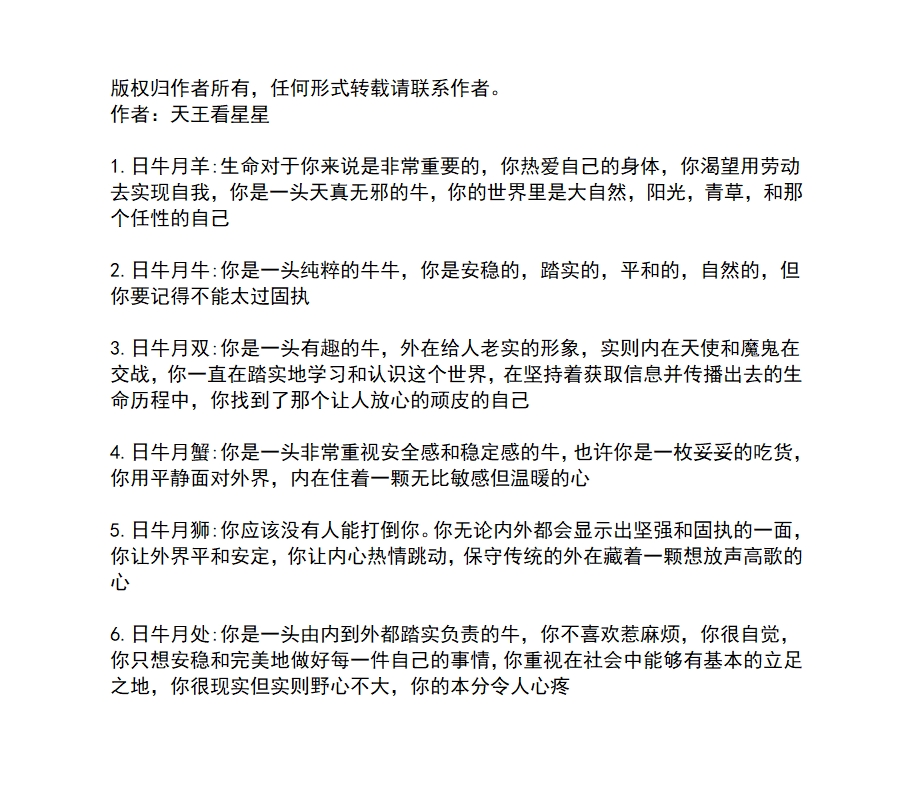 版权归作者所有，任何形式转载请联系作者。
作者：天王看星星
1.日牛月羊:生命对于你来说是非常重要的，你热爱自己的身体，你渴望用劳动
去实现自我，你是一头天真无邪的牛，你的世界里是大自然，阳光，青草，和那
个任性的自己
2.日牛月牛:你是一头纯粹的牛牛，你是安稳的，踏实的，平和的，自然的，但
你要记得不能太过固执
3.日牛月双:你是一头有趣的牛，外在给人老实的形象，实则内在天使和魔鬼在
交战，你一直在踏实地学习和认识这个世界，在坚持着获取信息并传播出去的生
命历程中，你找到了那个让人放心的顽皮的自己
4.日牛月蟹:你是一头非常重视安全感和稳定感的牛，也许你是一枚妥妥的吃货，
你用平静面对外界，内在住着一颗无比敏感但温暖的心
5.日牛月狮:你应该没有人能打倒你。你无论内外都会显示出坚强和固执的一面，
你让外界平和安定，你让内心热情跳动，保守传统的外在藏着一颗想放声高歌的
心
6.日牛月处:你是一头由内到外都踏实负责的牛，你不喜欢惹麻烦，你很自觉，
你只想安稳和完美地做好每一件自己的事情，你重视在社会中能够有基本的立足
之地，你很现实但实则野心不大，你的本分令人心疼